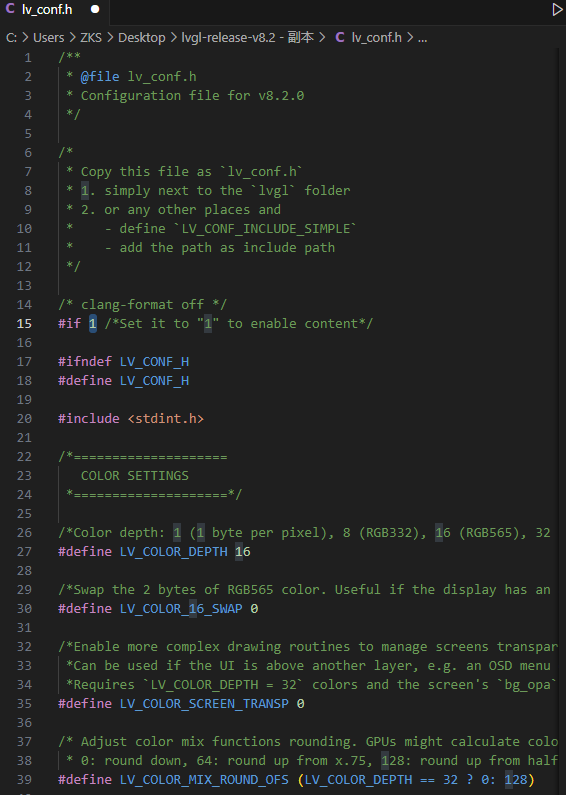 lv_conf.h
C: > Users > ZKS > Desktop > lvgl-release-v8.2 - 副本 > C lv_conf.h > ...
1 /**
2 * @file lv_conf.h
3 * Configuration file for v8.2.0
4 */
5
6 /*
7 * Copy this file as `lv_conf.h`
8 * 1. simply next to the `lvgl` folder
9 * 2. or any other places and
10 * - define `LV_CONF_INCLUDE_SIMPLE`
11 * - add the path as include path
12 */
13
14 /* clang-format off */
15 #if 1 /*Set it to "1" to enable content*/
16
17 #ifndef LV_CONF_H
18 #define LV_CONF_H
19
20 #include <stdint.h>
21
22 /*====================
23 COLOR SETTINGS
24 *====================*/
25
26 /*Color depth: 1 (1 byte per pixel), 8 (RGB332), 16 (RGB565), 32
27 #define LV_COLOR_DEPTH 16
28
29 /*Swap the 2 bytes of RGB565 color. Useful if the display has an
30 #define LV_COLOR_16_SWAP 0
31
32 /*Enable more complex drawing routines to manage screens transpar
33 *Can be used if the UI is above another layer, e.g. an OSD menu
34 *Requires `LV_COLOR_DEPTH = 32` colors and the screen's `bg_opa`
35 #define LV_COLOR_SCREEN_TRANSP 0
36
37 /* Adjust color mix functions rounding. GPUs might calculate colo
38 * 0: round down, 64: round up from x.75, 128: round up from half
39 #define LV_COLOR_MIX_ROUND_OFS (LV_COLOR_DEPTH == 32 ? 0: 128)